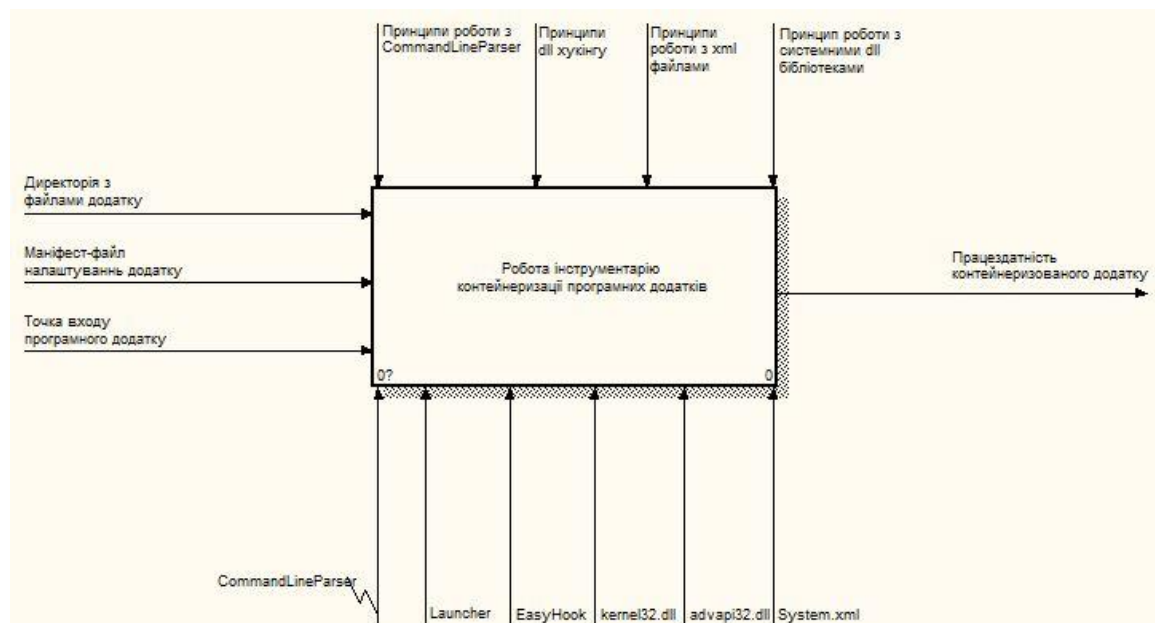 Принципи роботи з
CommandLineParser
Принципи
dll хукінгу
Принципи
роботи з xml
файлами
Принцип роботи з
системними dll
бібліотеками
Директорія з
файлами додатку
Маніфест-файл
налаштуваннь додатку
Точка входу
програмного додатку
Робота інструментарію
контейнеризації програмних додатків
0?
0
Працездатність
контейнеризованого додатку
CommandLineParser
Launcher
EasyHook
kernel32.dll
advapi32.dll
System.xml